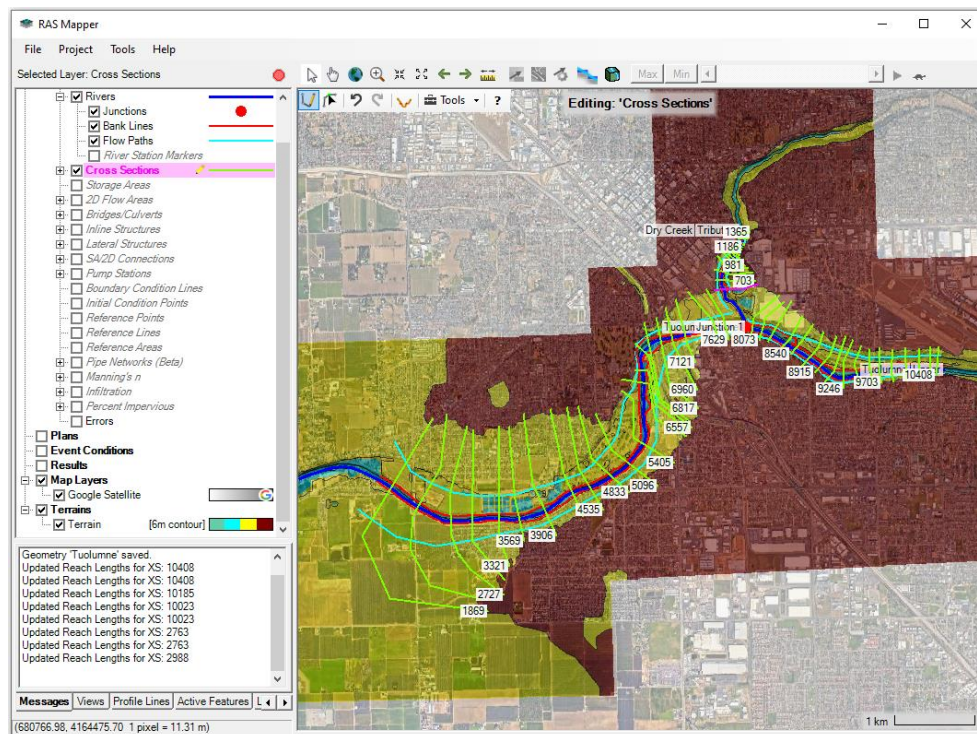 RAS Mapper
File Project Tools Help
Selected Layer: Cross Sections
Max Min
Rivers
Junctions
Bank Lines
Flow Paths
River Station Markers
Cross Sections
Storage Areas
2D Flow Areas
Bridges/Culverts
Inline Structures
Lateral Structures
SA/2D Connections
Pump Stations
Boundary Condition Lines
Initial Condition Points
Reference Points
Reference Lines
Reference Areas
Pipe Networks (Beta)
Manning's n
Infiltration
Percent Impervious
Errors
Plans
Event Conditions
Results
Map Layers
Google Satellite
G
Terrains
Terrain [6m contour]
Geometry 'Tuolumne' saved.
Updated Reach Lengths for XS: 10408
Updated Reach Lengths for XS: 10408
Updated Reach Lengths for XS: 10185
Updated Reach Lengths for XS: 10023
Updated Reach Lengths for XS: 10023
Updated Reach Lengths for XS: 2763
Updated Reach Lengths for XS: 2763
Updated Reach Lengths for XS: 2988
Messages Views Profile Lines Active Features L
(680766.98, 4164475.70 1 pixel = 11.31 m)
Tools ?
Editing: 'Cross Sections'
Dry Creek Tribut
1365
1186
981
703
Tuolum Junction 1
7629
8073
8540
8915
9246
9703
10408
7121
6960
6817
6557
5405
5096
4833
4535
3906
3569
3321
2727
1869
1 km